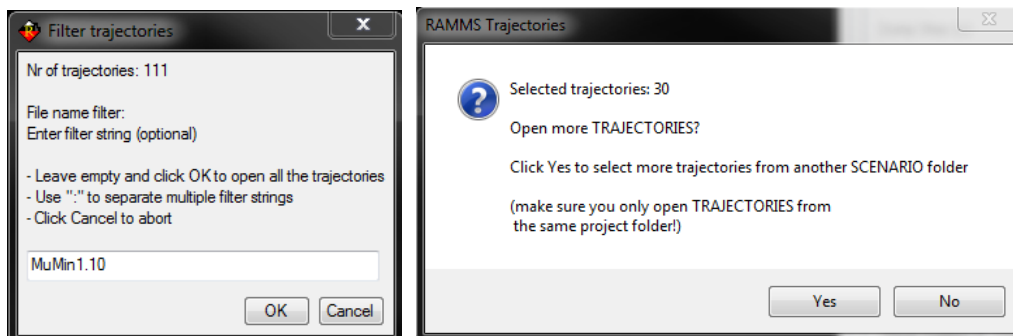 Filter trajectories
Nr of trajectories: 111
File name filter:
Enter filter string (optional)
- Leave empty and click OK to open all the trajectories
- Use ":" to separate multiple filter strings
- Click Cancel to abort
MuMin1.10
OK Cancel
RAMMS Trajectories
Selected trajectories: 30
Open more TRAJECTORIES?
Click Yes to select more trajectories from another SCENARIO folder
(make sure you only open TRAJECTORIES from
the same project folder!)
Yes No